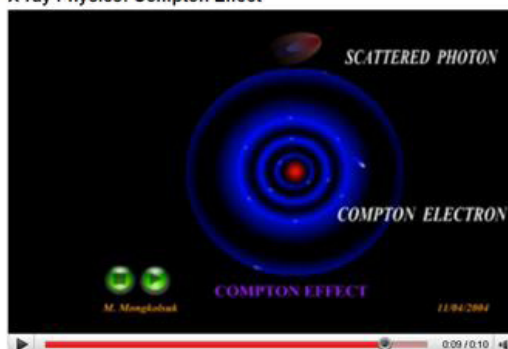 X-ray Physics: Compton Effect
SCATTERED PHOTON
COMPTON ELECTRON
COMPTON EFFECT
M. Mongkolsuk
11/04/2004
0:09 / 0:10